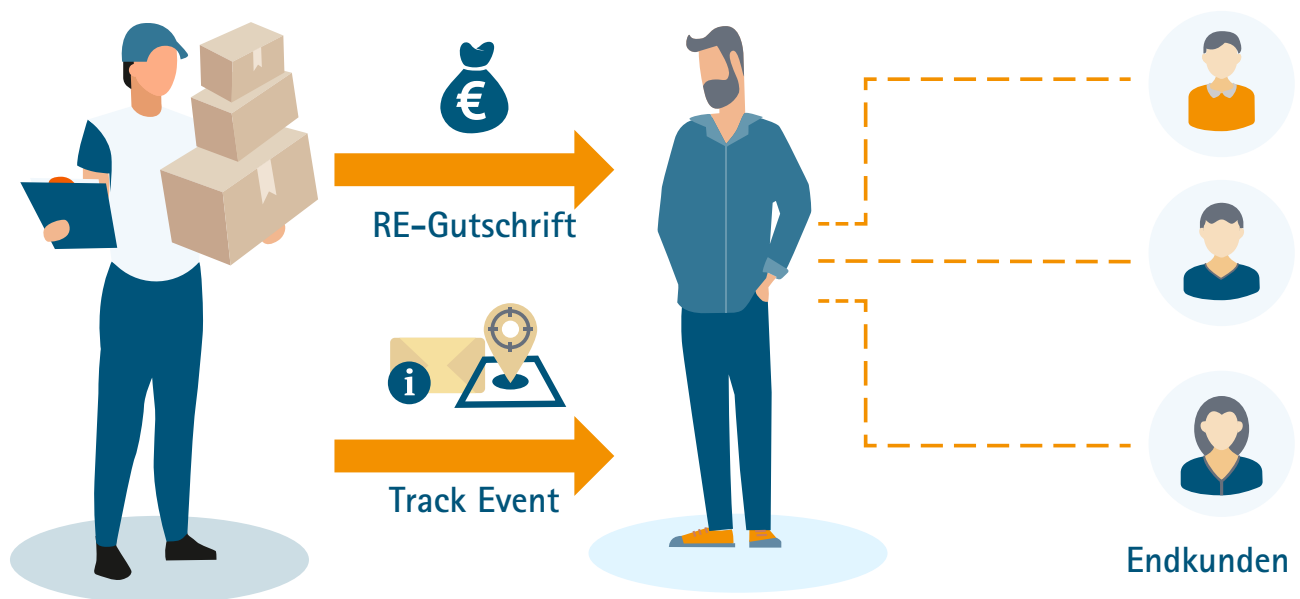 €
RE-Gutschrift
i
Track Event
Endkunden